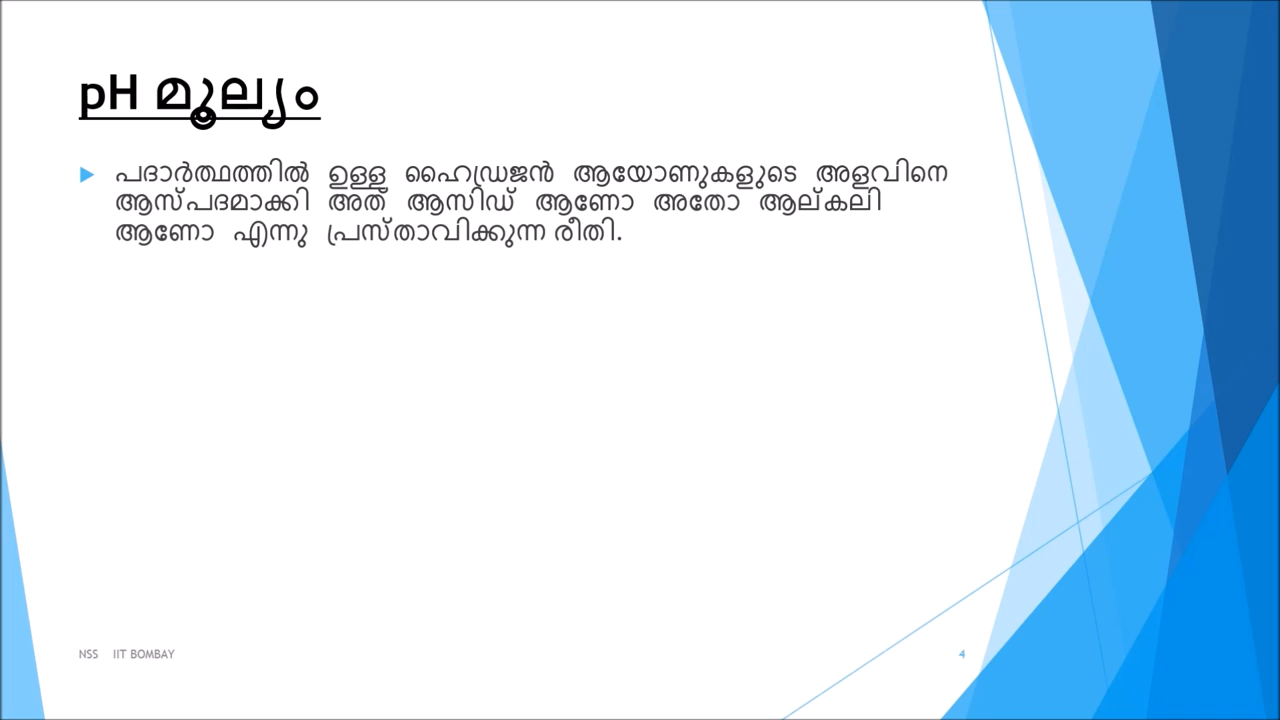 pH മൂല്യം
പദാർത്ഥത്തിൽ ഉള്ള ഹൈഡ്രജൻ ആയോണുകളുടെ അളവിനെ
ആസ്പദമാക്കി അത് ആസിഡ് ആണോ അതോ ആല്കലി
ആണോ എന്നു പ്രസ്താവിക്കുന്ന രീതി.
NSS IIT BOMBAY
4